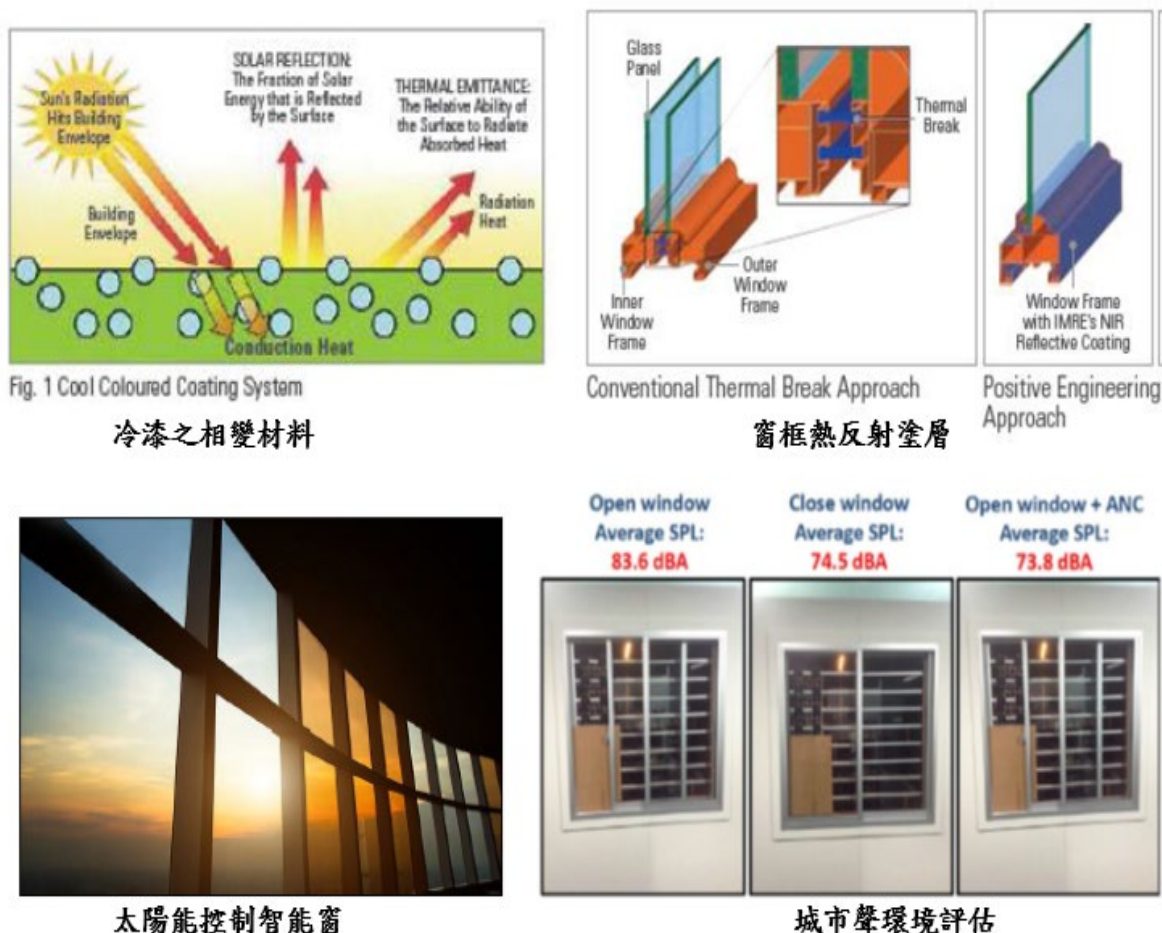 Sun's Radiation
Hits Building
Envelope
SOLAR REFLECTION:
The Fraction of Solar
Energy that is Reflected
by the Surface
THERMAL EMITTANCE:
The Relative Ability of
the Surface to Radiate
Absorbed Heat
Building
Envelope
Radiation
Heat
Conduction Heat
Fig. 1 Cool Coloured Coating System
冷漆之相變材料
Glass
Panel
Thermal
Break
Outer
Window
Frame
Inner
Window
Frame
Conventional Thermal Break Approach
Window Frame
with IMRE's NIR
Reflective Coating
Positive Engineering
Approach
窗框熱反射塗層
太陽能控制智能窗
Open window
Average SPL:
83.6 dBA
Close window
Average SPL:
74.5 dBA
Open window + ANC
Average SPL:
73.8 dBA
城市聲環境評估